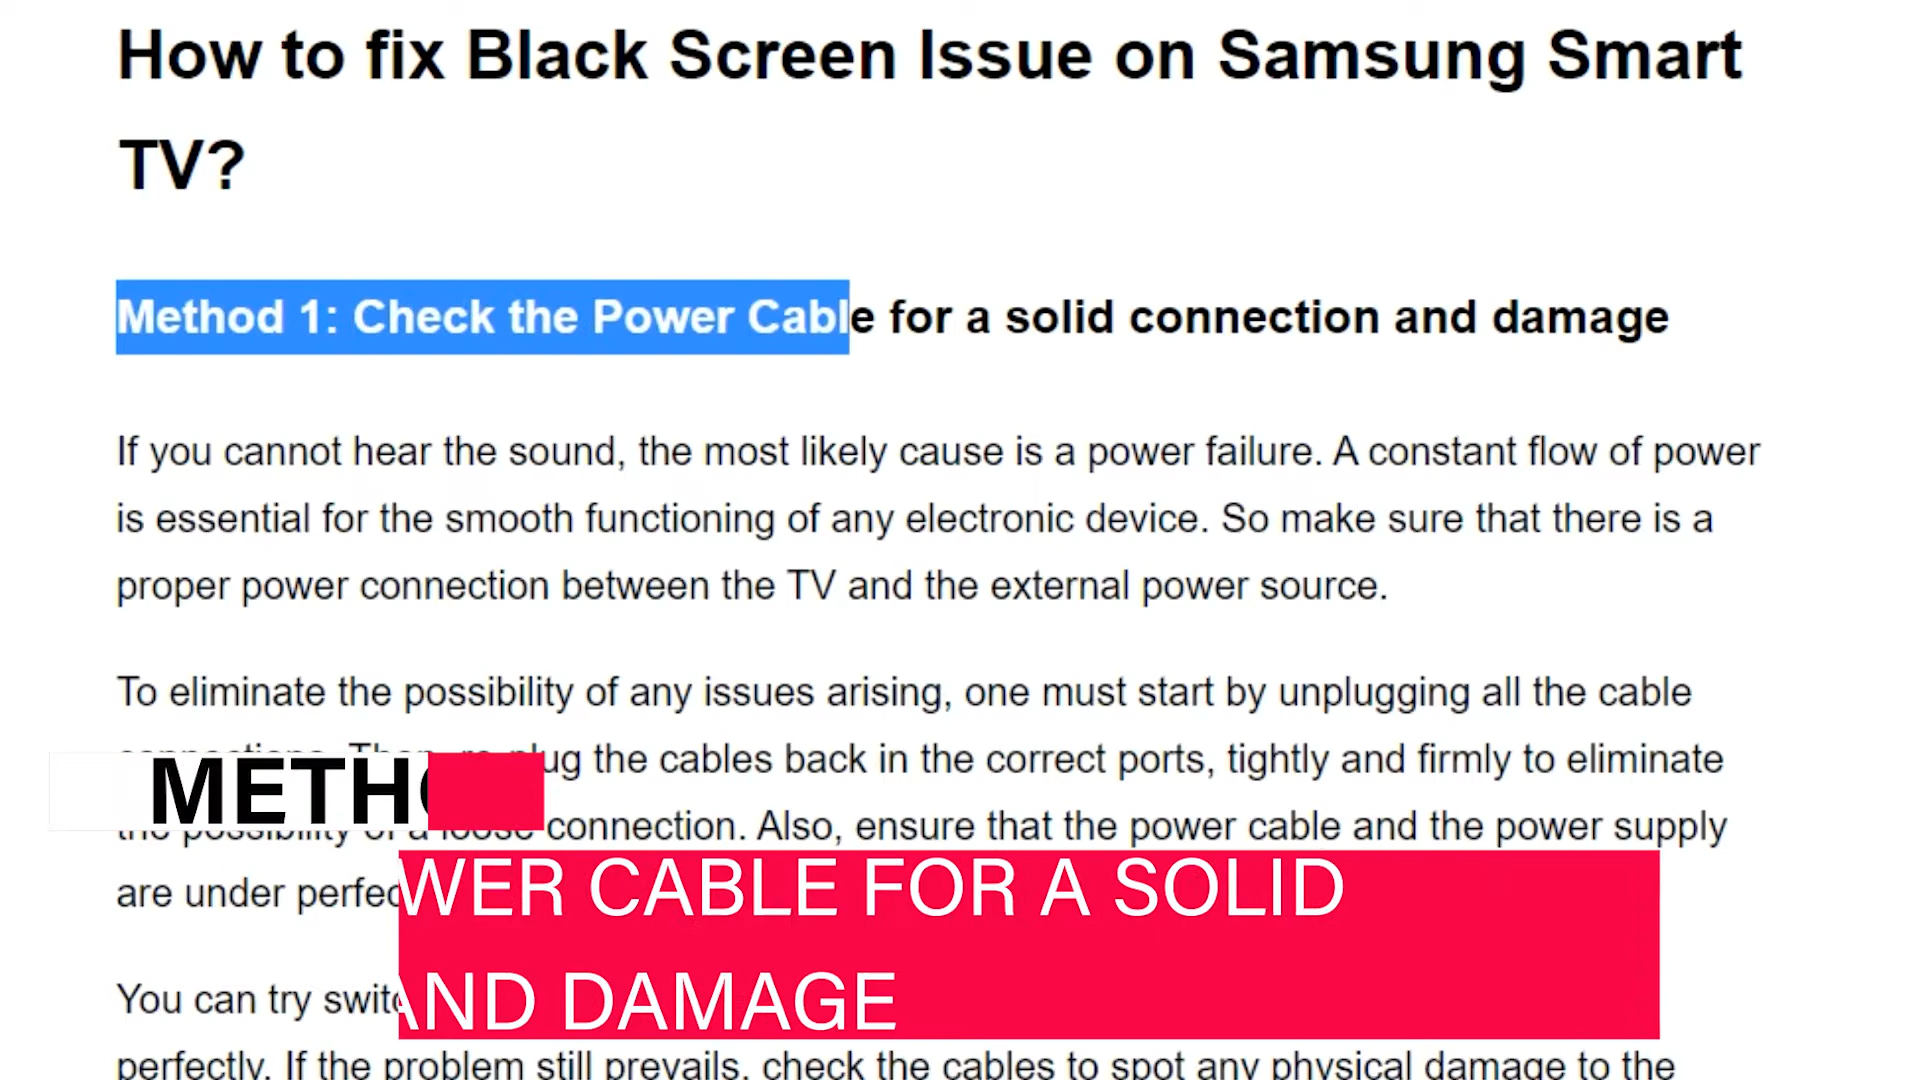 How to fix Black Screen Issue on Samsung Smart
TV?
Method 1: Check the Power Cable for a solid connection and damage
If you cannot hear the sound, the most likely cause is a power failure. A constant flow of power
is essential for the smooth functioning of any electronic device. So make sure that there is a
proper power connection between the TV and the external power source.
To eliminate the possibility of any issues arising, one must start by unplugging all the cable
the cables back in the correct ports, tightly and firmly to eliminate
METH
connection. Also, ensure that the power cable and the power supply
are under
WER CABLE FOR A SOLID
You can try
AND DAMAGE
perfectly. If the problem still prevails, check the cables to spot any physical damage to the